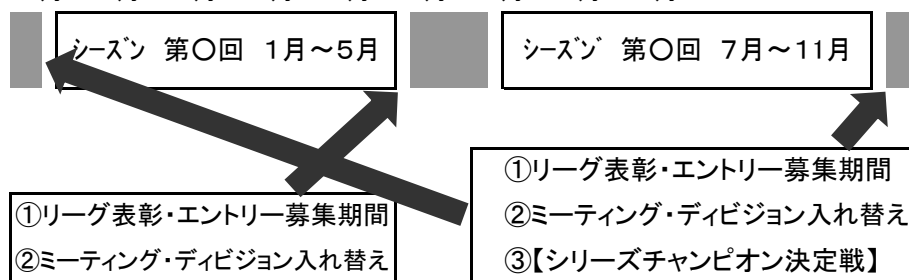 シーズン 第〇回 1月～5月
シーズン 第〇回 7月～11月
①リーグ表彰・エントリー募集期間
②ミーティング・ディビジョン入れ替え
①リーグ表彰・エントリー募集期間
②ミーティング・ディビジョン入れ替え
③【シリーズチャンピオン決定戦】